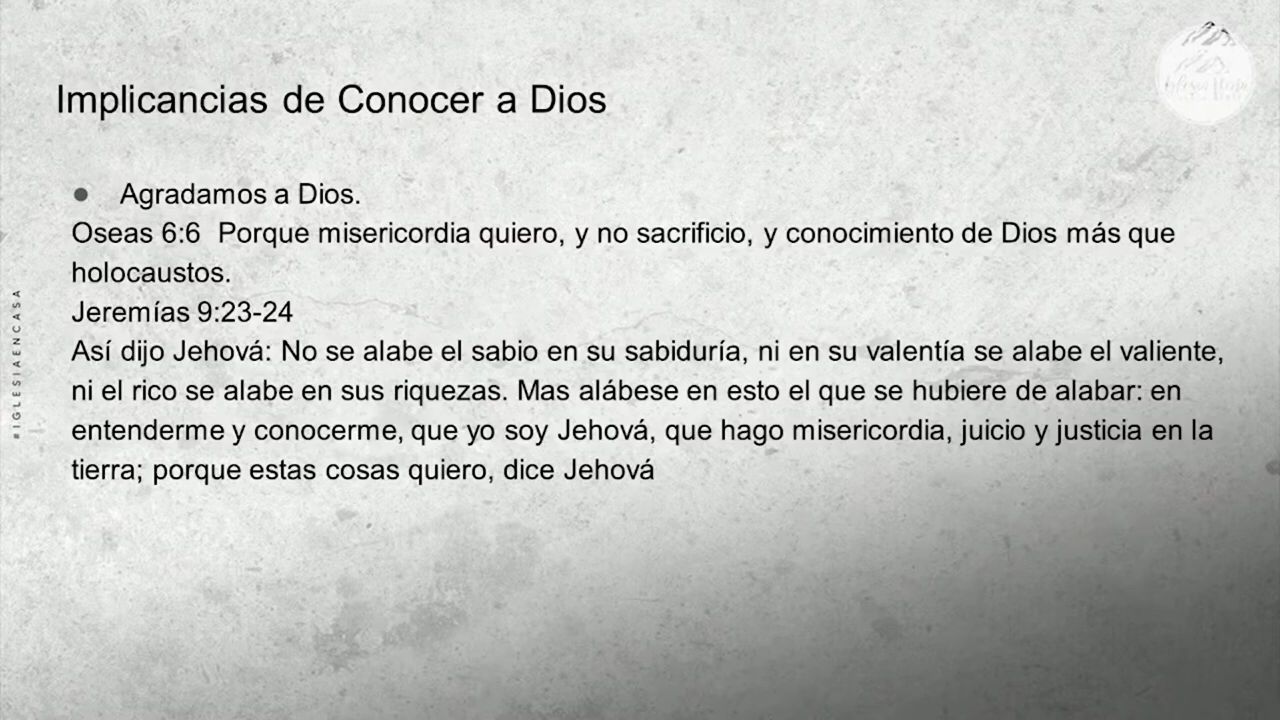 Implicancias de Conocer a Dios
● Agradamos a Dios.
Oseas 6:6  Porque misericordia quiero, y no sacrificio, y conocimiento de Dios más que
holocaustos.
Jeremías 9:23-24
Así dijo Jehová: No se alabe el sabio en su sabiduría, ni en su valentía se alabe el valiente,
ni el rico se alabe en sus riquezas. Mas alábese en esto el que se hubiere de alabar: en
entenderme y conocerme, que yo soy Jehová, que hago misericordia, juicio y justicia en la
tierra; porque estas cosas quiero, dice Jehová
#IGLESIAENCASA